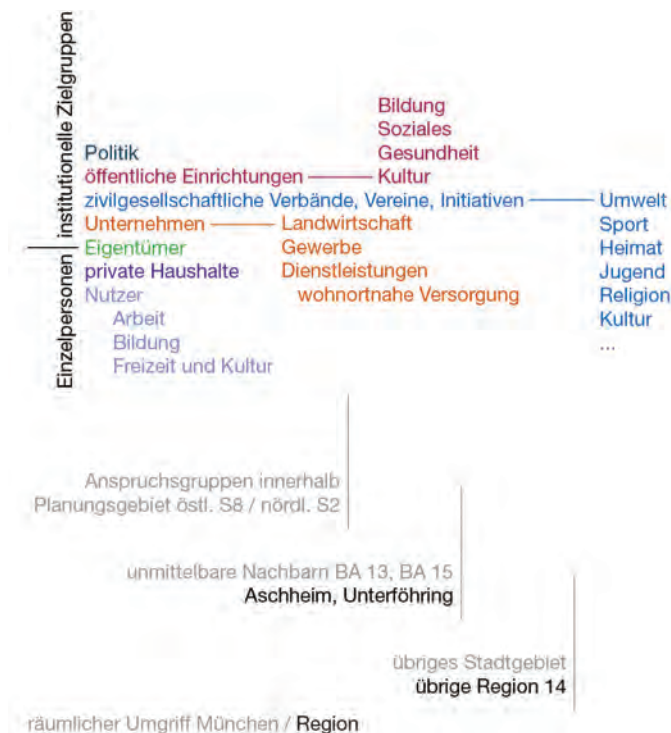 institutionelle Zielgruppen
Einzelpersonen
Bildung
Soziales
Politik Gesundheit
öffentliche Einrichtungen Kultur
zivilgesellschaftliche Verbände, Vereine, Initiativen Umwelt
Unternehmen Landwirtschaft Sport
Eigentümer Gewerbe Heimat
private Haushalte Dienstleistungen Jugend
Nutzer wohnortnahe Versorgung Religion
Arbeit Kultur
Bildung ...
Freizeit und Kultur
Anspruchsgruppen innerhalb
Planungsgebiet östl. S8 / nördl. S2
unmittelbare Nachbarn BA 13, BA 15
Aschheim, Unterföhring
übriges Stadtgebiet
übrige Region 14
räumlicher Umgriff München / Region